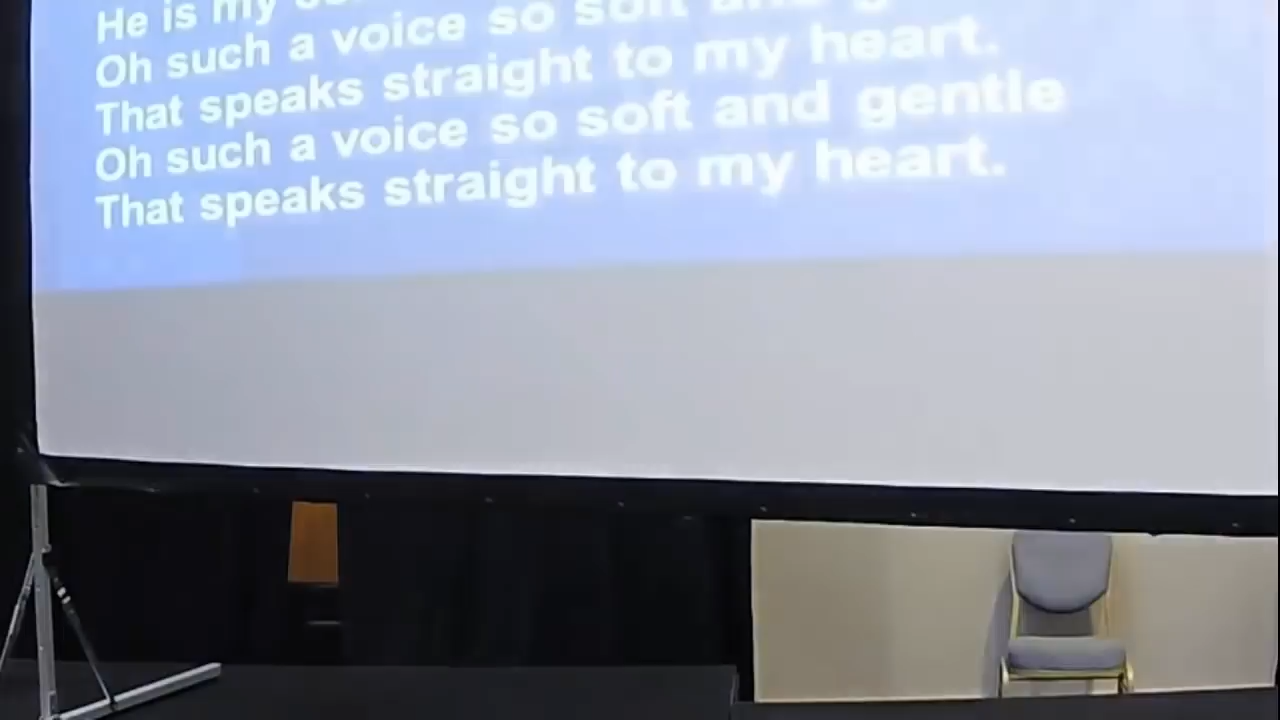 He is my
Oh such a voice so soft and
That speaks straight to my heart.
Oh such a voice so soft and gentle
That speaks straight to my heart.